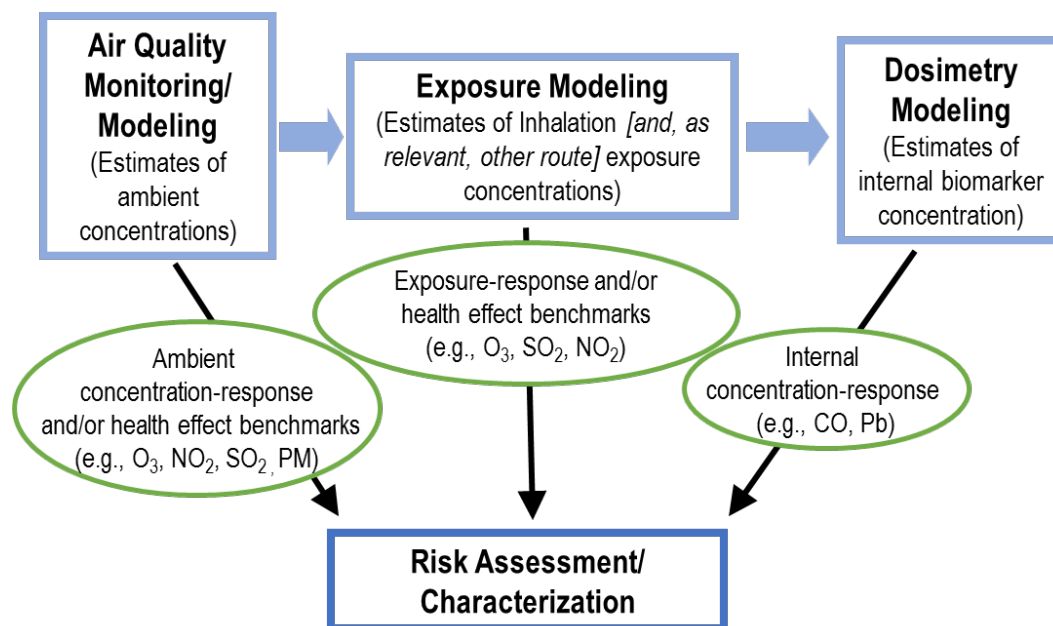 Air Quality
Monitoring/
Modeling
(Estimates of
ambient
concentrations)
Exposure Modeling
(Estimates of Inhalation [and, as
relevant, other route] exposure
concentrations)
Dosimetry
Modeling
(Estimates of
internal biomarker
concentration)
Ambient
concentration-response
and/or health effect benchmarks
(e.g., O₃, NO₂, SO₂ , PM)
Exposure-response and/or
health effect benchmarks
(e.g., O₃, SO₂, NO₂)
Internal
concentration-response
(e.g., CO, Pb)
Risk Assessment/
Characterization